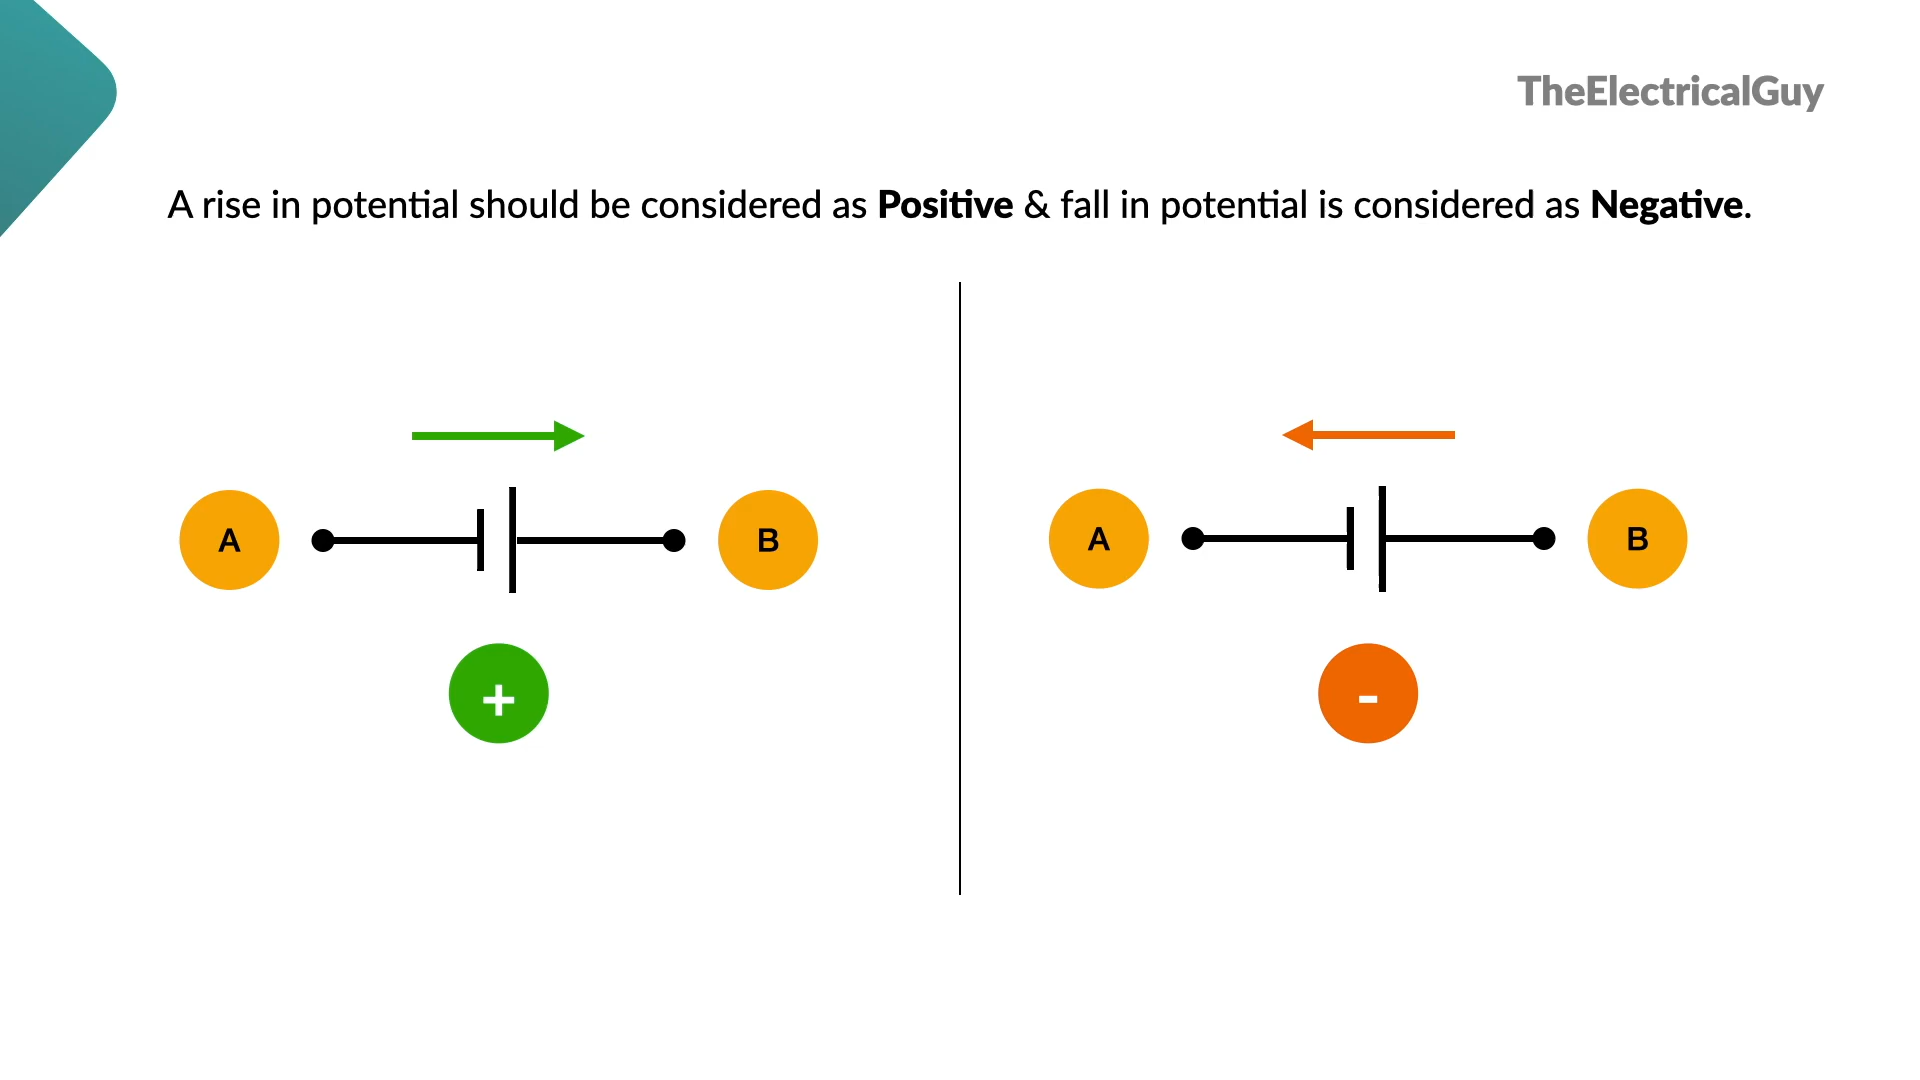 TheElectricalGuy
A rise in potential should be considered as Positive & fall in potential is considered as Negative.
A
B
A
B
+
-